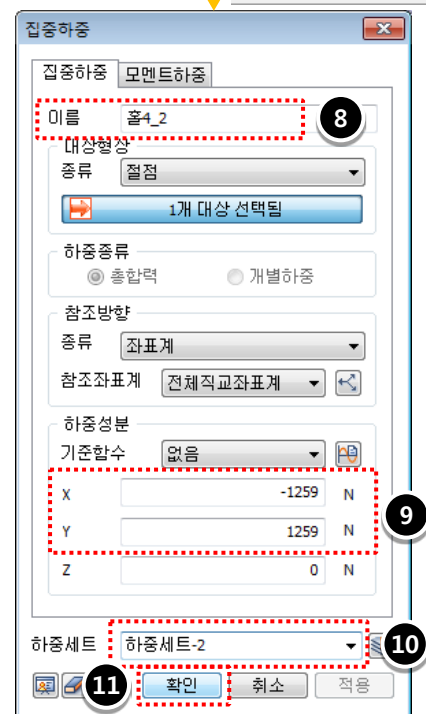 집중하중
집중하중 모멘트하중
이름 홀4_2 8
대상형상
종류 절점
1개 대상 선택됨
하중종류
총합력 개별하중
참조방향
종류 좌표계
참조좌표계 전체직교좌표계
하중성분
기준함수 없음
X -1259 N
9
Y 1259 N
Z 0 N
하중세트 하중세트-2 10
11 확인 취소 적용